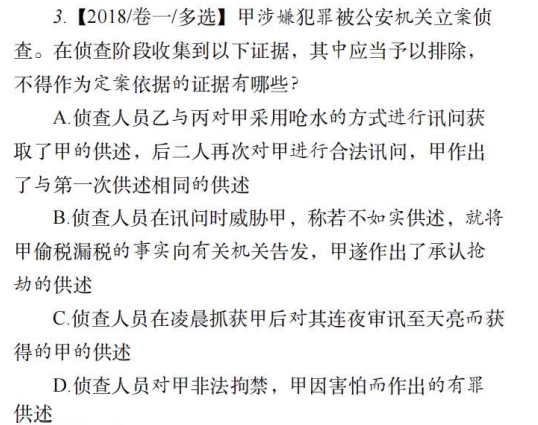 3.【2018/卷一/多选】甲涉嫌犯罪被公安机关立案侦
查。在侦查阶段收集到以下证据，其中应当予以排除，
不得作为定案依据的证据有哪些？
A.侦查人员乙与丙对甲采用呛水的方式进行讯问获
取了甲的供述，后二人再次对甲进行合法讯问，甲作出
了与第一次供述相同的供述
B.侦查人员在讯问时威胁甲，称若不如实供述，就将
甲偷税漏税的事实向有关机关告发，甲遂作出了承认抢
劫的供述
C.侦查人员在凌晨抓获甲后对其连夜审讯至天亮而获
得的甲的供述
D.侦查人员对甲非法拘禁，甲因害怕而作出的有罪
供述